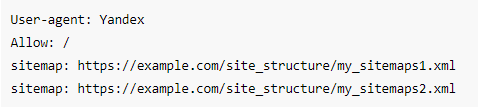 User-agent: Yandex
Allow: /
sitemap: https://example.com/site_structure/my_sitemaps1.xml
sitemap: https://example.com/site_structure/my_sitemaps2.xml